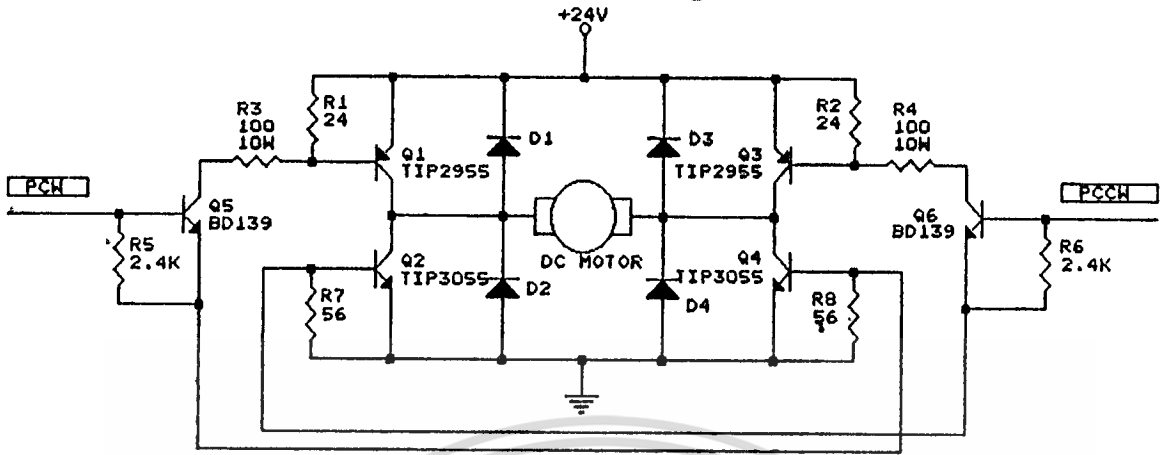 +24V
R3
100
10W
R1
24
D1
D3
R2
24
R4
100
10W
Q1
TIP2955
Q3
TIP2955
PCW
PCCW
Q5
BD139
Q6
BD139
R5
2.4K
R6
2.4K
DC MOTOR
Q2
TIP3055
Q4
TIP3055
D2
D4
R7
56
R8
56